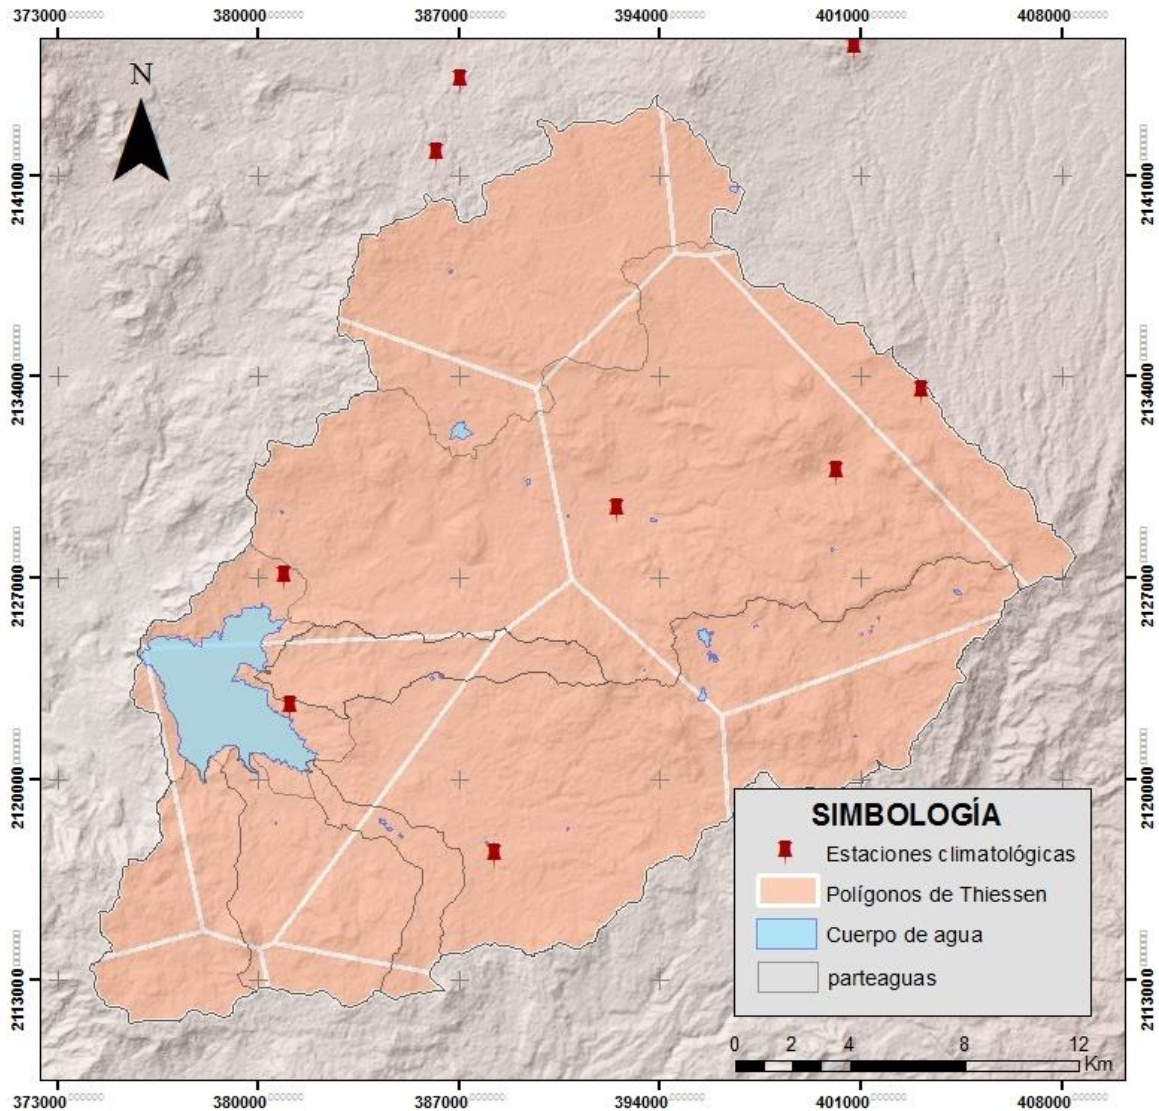 373000 380000 387000 394000 401000 408000
N
2141000 2141000
2134000 2134000
2127000 2127000
2120000 2120000
2113000 2113000
SIMBOLOGÍA
Estaciones climatológicas
Polígonos de Thiessen
Cuerpo de agua
parteaguas
0 2 4 8 12
Km
373000 380000 387000 394000 401000 408000